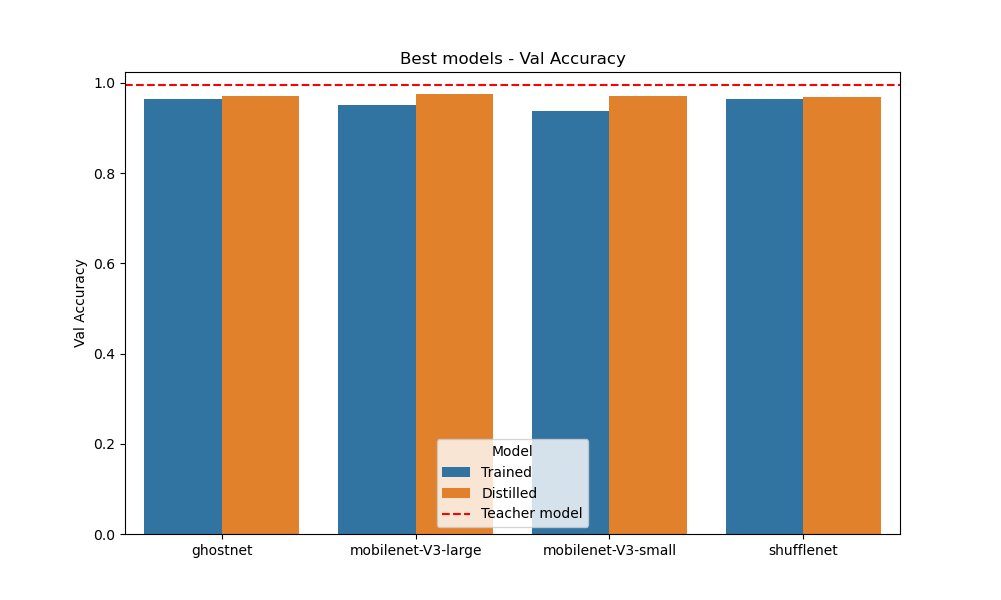 Best models - Val Accuracy
Val Accuracy
1.0
0.8
0.6
0.4
0.2
0.0
Model
Trained
Distilled
Teacher model
ghostnet
mobilenet-V3-large
mobilenet-V3-small
shufflenet